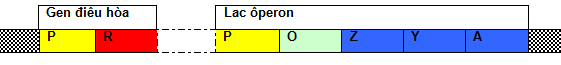 Gen điều hòa Lac ôperon
P R P O Z Y A